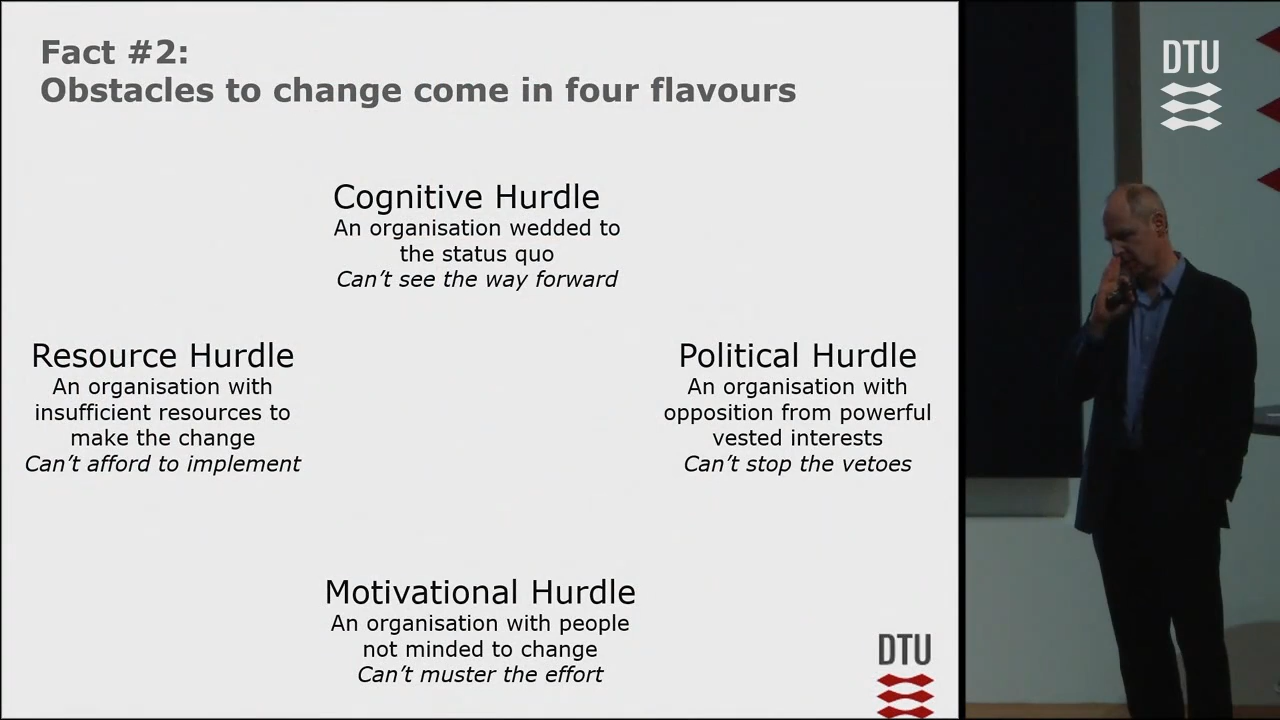 Fact #2:
Obstacles to change come in four flavours
Cognitive Hurdle
An organisation wedded to
the status quo
Can't see the way forward
Resource Hurdle
An organisation with
insufficient resources to
make the change
Can't afford to implement
Political Hurdle
An organisation with
opposition from powerful
vested interests
Can't stop the vetoes
Motivational Hurdle
An organisation with people
not minded to change
Can't muster the effort
DTU
DTU